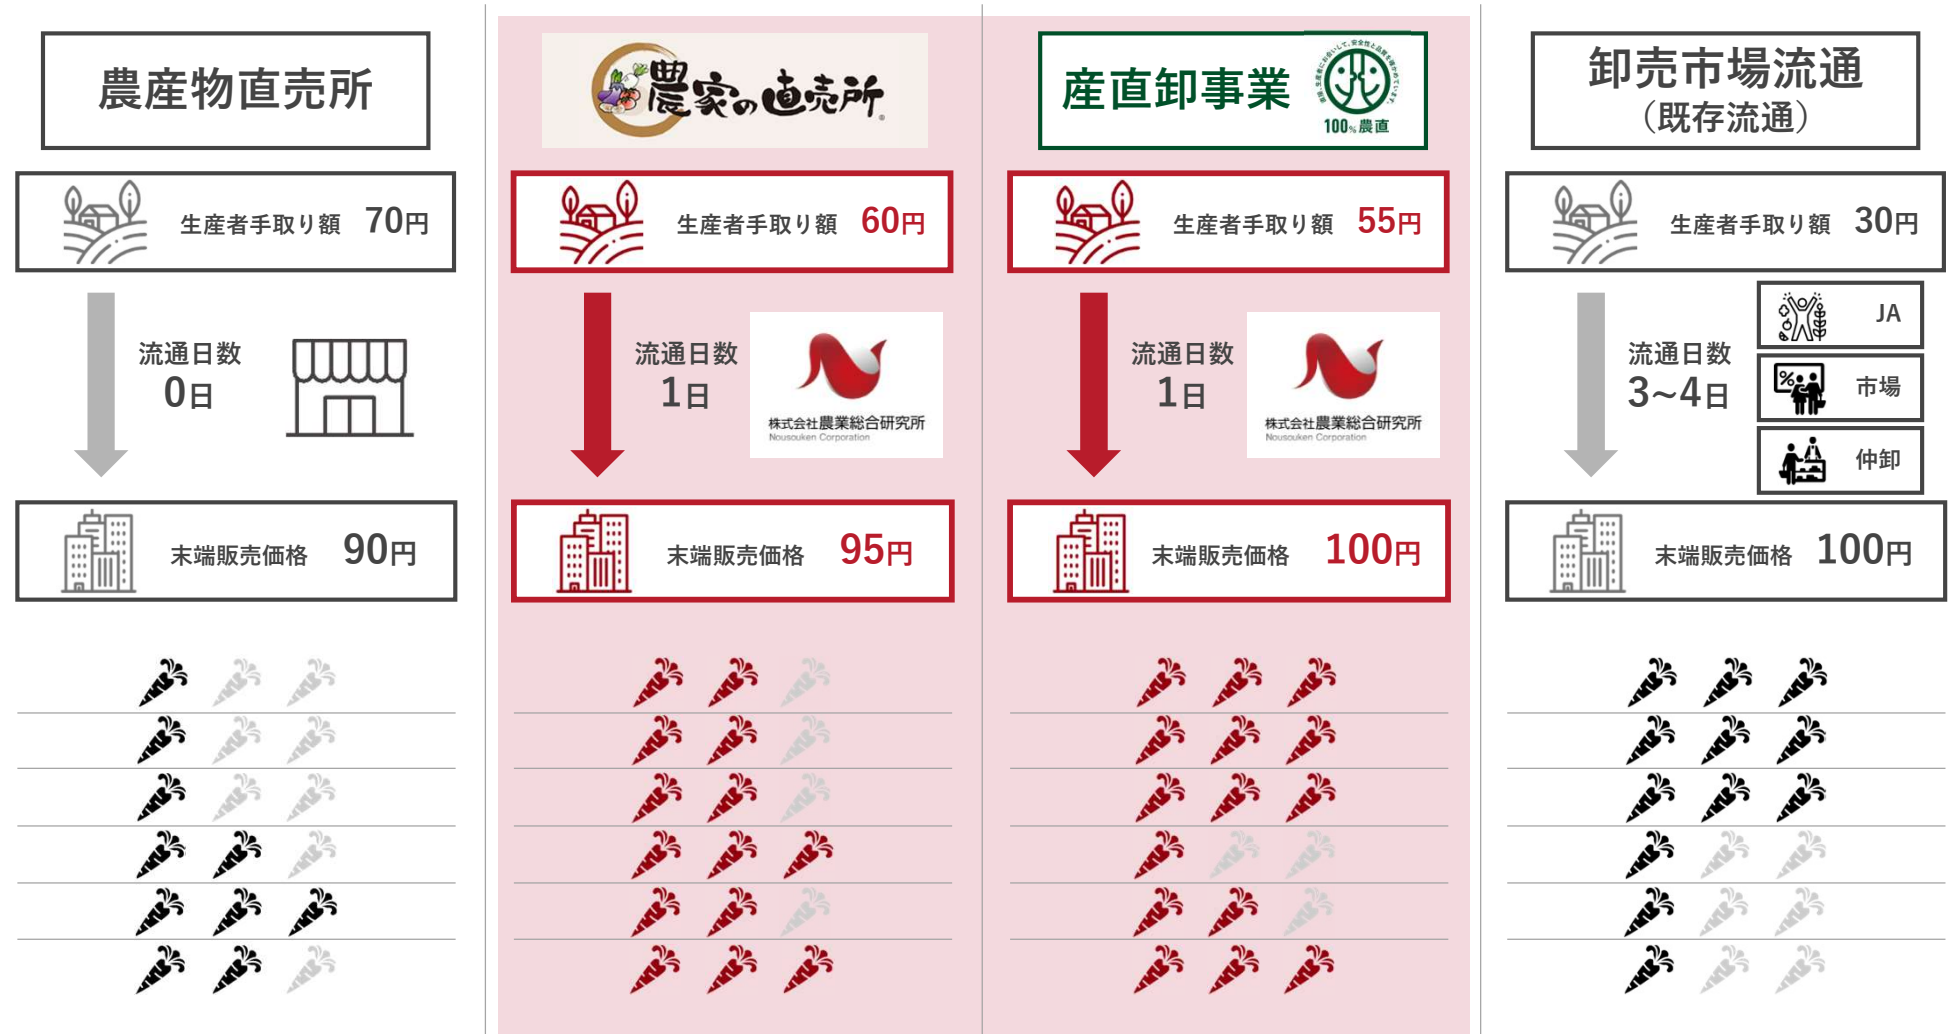 農産物直売所
生産者手取り額 70円
流通日数
0日
末端販売価格 90円
農家の直売所®
生産者手取り額 60円
流通日数
1日
株式会社農業総合研究所
Nousouken Corporation
末端販売価格 95円
産直卸事業
100%農直
生産者手取り額 55円
流通日数
1日
株式会社農業総合研究所
Nousouken Corporation
末端販売価格 100円
卸売市場流通
（既存流通）
生産者手取り額 30円
流通日数
3~4日
JA
%
市場
仲卸
末端販売価格 100円